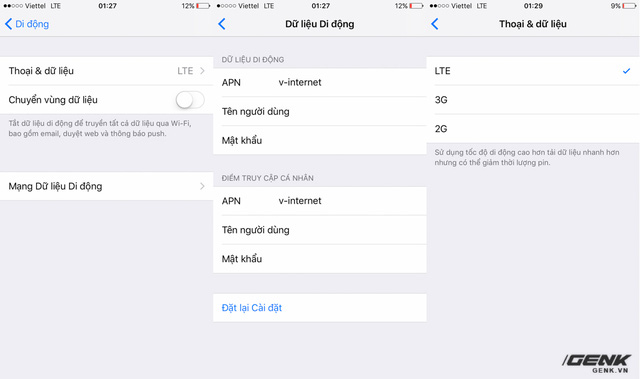 Viettel LTE 01:27 12%
Di động
Thoại & dữ liệu LTE
Chuyển vùng dữ liệu
Tắt dữ liệu di động để truyền tất cả dữ liệu qua Wi-Fi,
bao gồm email, duyệt web và thông báo push.
Mạng Dữ liệu Di động
Viettel LTE 01:27 12%
Dữ liệu Di động
DỮ LIỆU DI ĐỘNG
APN v-internet
Tên người dùng
Mật khẩu
ĐIỂM TRUY CẬP CÁ NHÂN
APN v-internet
Tên người dùng
Mật khẩu
Đặt lại Cài đặt
Viettel LTE 01:29 9%
Thoại & dữ liệu
LTE
3G
2G
Sử dụng tốc độ di động cao hơn tải dữ liệu nhanh hơn
nhưng có thể giảm thời lượng pin.
GENK
GENK.VN